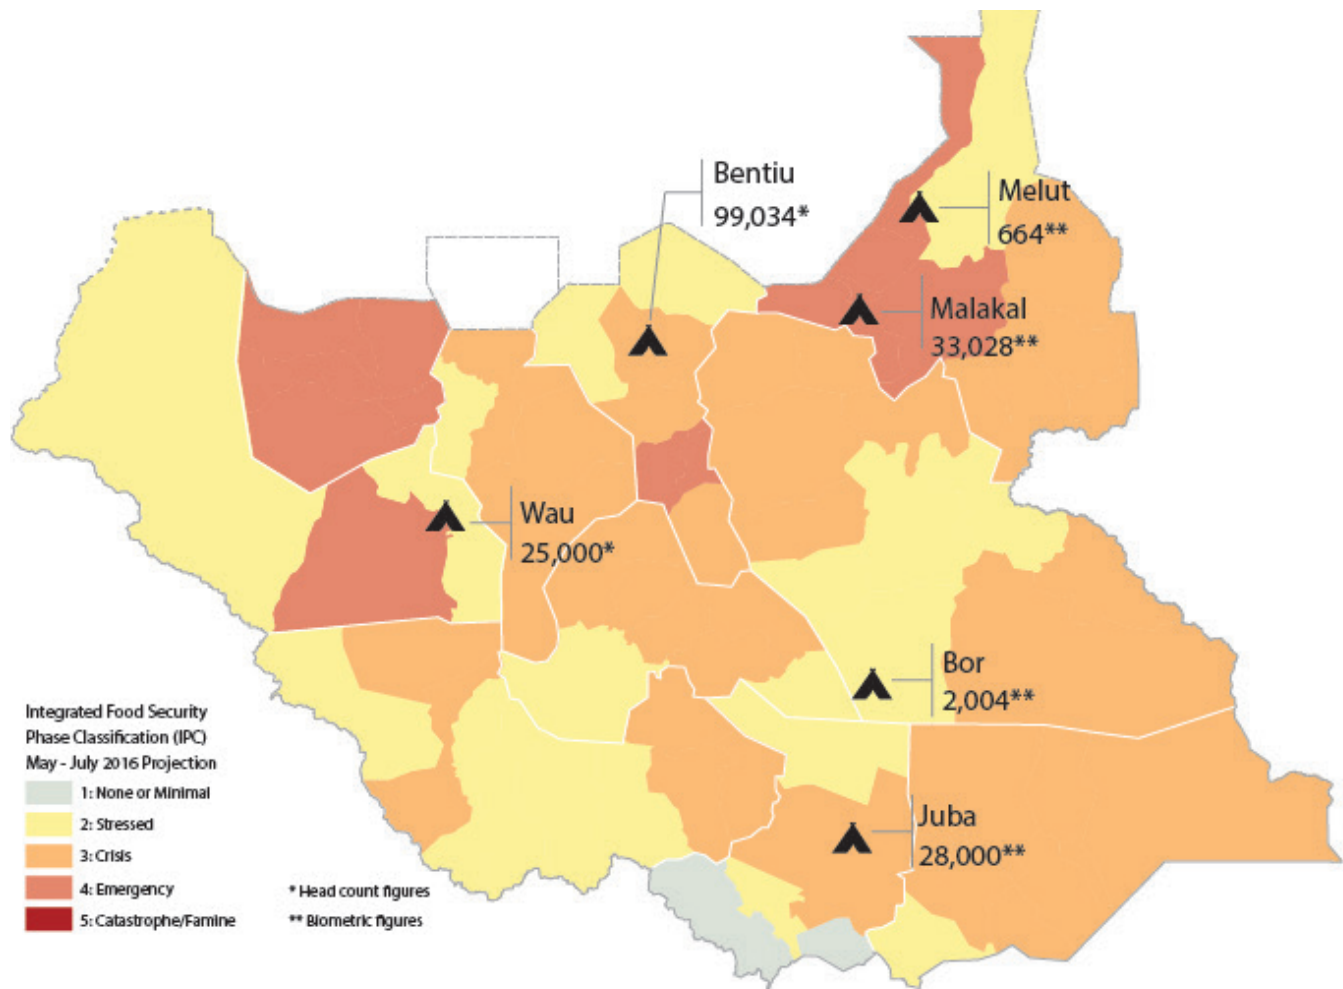 Bentiu
99,034*
Melut
664**
Malakal
33,028**
Wau
25,000*
Bor
2,004**
Juba
28,000**
Integrated Food Security
Phase Classification (IPC)
May - July 2016 Projection
1: None or Minimal
2: Stressed
3: Crisis
4: Emergency
5: Catastrophe/Famine
* Head count figures
** Biometric figures